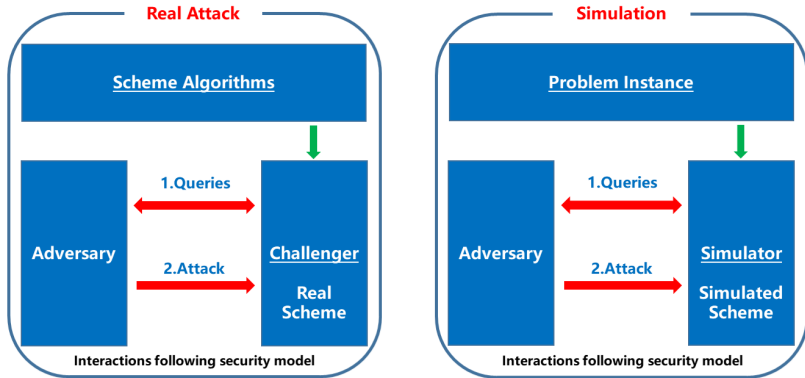 Real Attack
Scheme Algorithms
1.Queries
Adversary
2.Attack
Challenger
Real
Scheme
Interactions following security model
Simulation
Problem Instance
1.Queries
Adversary
2.Attack
Simulator
Simulated
Scheme
Interactions following security model